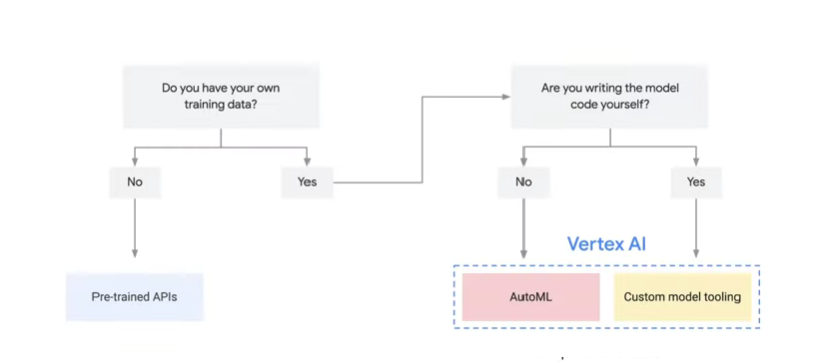 Do you have your own
training data?
No
Yes
Pre-trained APIs
Are you writing the model
code yourself?
No
Yes
Vertex AI
AutoML
Custom model tooling